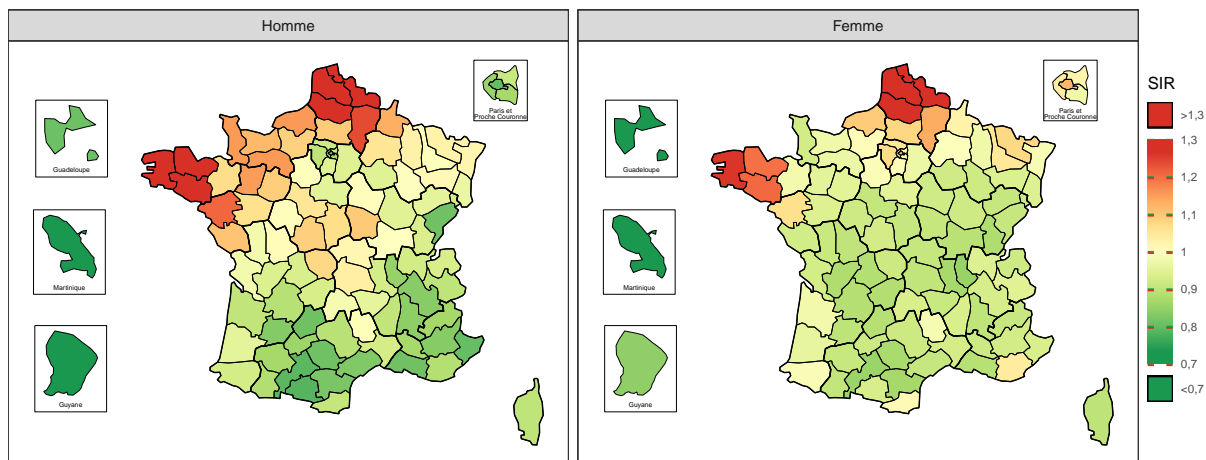 Homme
Femme
Paris et
Proche Couronne
Guadeloupe
Martinique
Guyane
Paris et
Proche Couronne
Guadeloupe
Martinique
Guyane
SIR
>1,3
1,3
1,2
1,1
1
0,9
0,8
0,7
<0,7